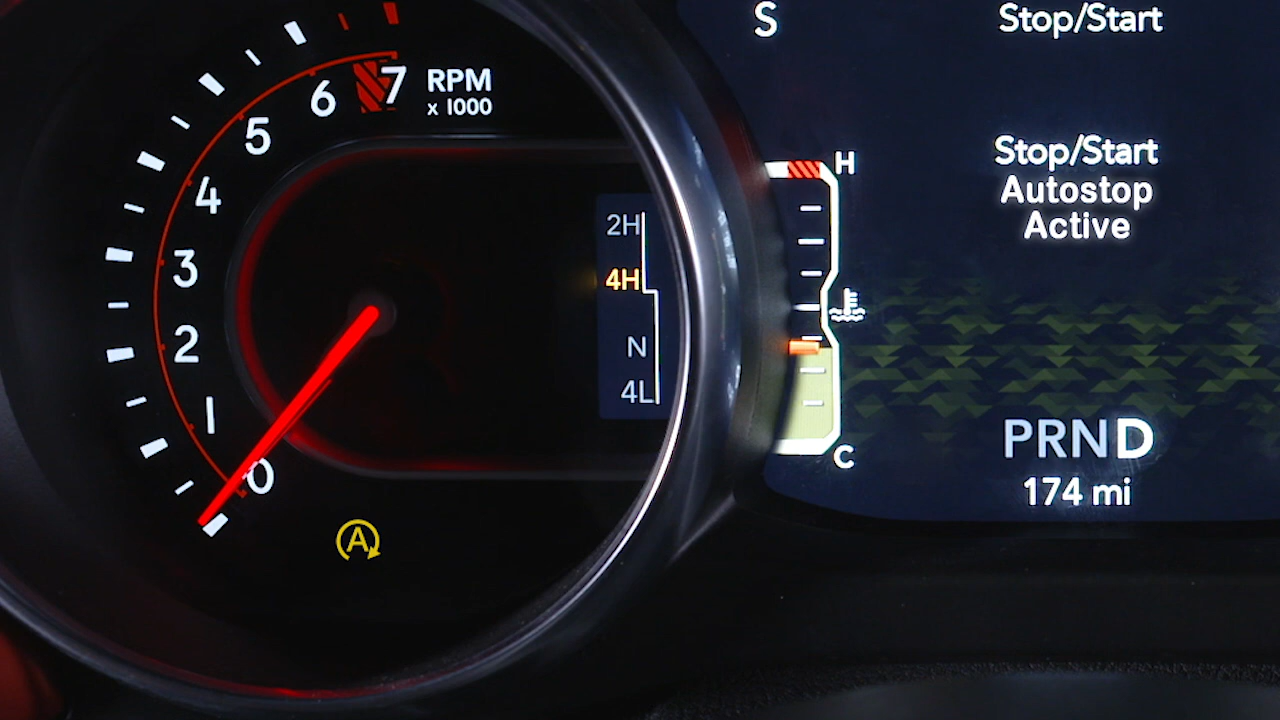 7
6
5
4
3
2
1
0
RPM
x 1000
2H
4H
N
4L
A
S
H
C
Stop/Start
Stop/Start
Autostop
Active
PRND
174 mi